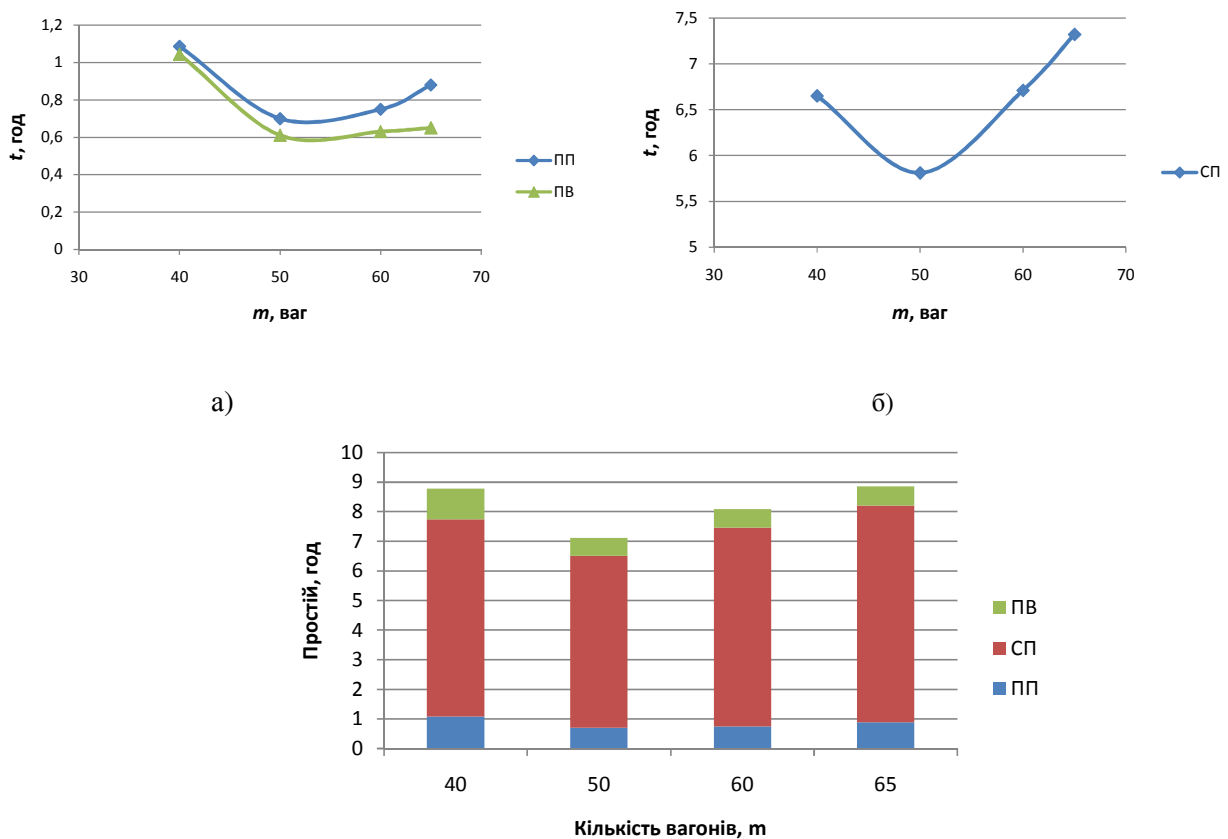 1,2
1
0,8
0,6
0,4
0,2
0
t, год
30 40 50 60 70
m, ваг
ПП
ПВ
7,5
7
6,5
6
5,5
5
t, год
30 40 50 60 70
m, ваг
СП
а)
б)
10
9
8
7
6
5
4
3
2
1
0
Простій, год
40 50 60 65
Кількість вагонів, m
ПВ
СП
ПП